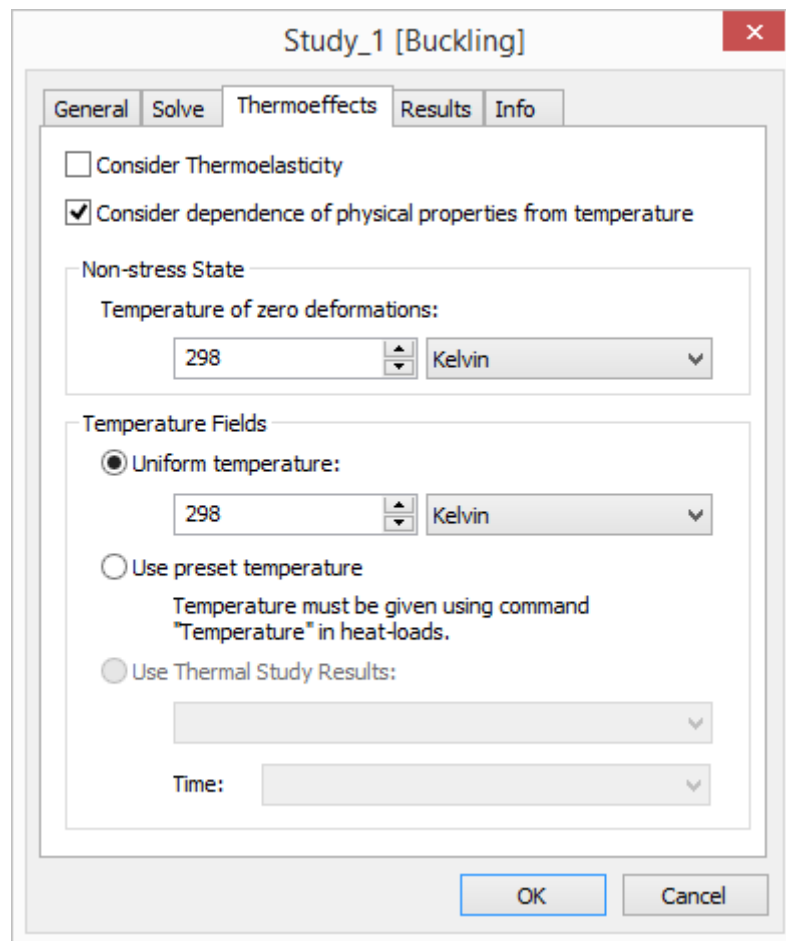 Study_1 [Buckling]
General Solve Thermoeffects Results Info
Consider Thermoelasticity
Consider dependence of physical properties from temperature
Non-stress State
Temperature of zero deformations:
298 Kelvin
Temperature Fields
Uniform temperature:
298 Kelvin
Use preset temperature
Temperature must be given using command
"Temperature" in heat-loads.
Use Thermal Study Results:
Time:
OK Cancel